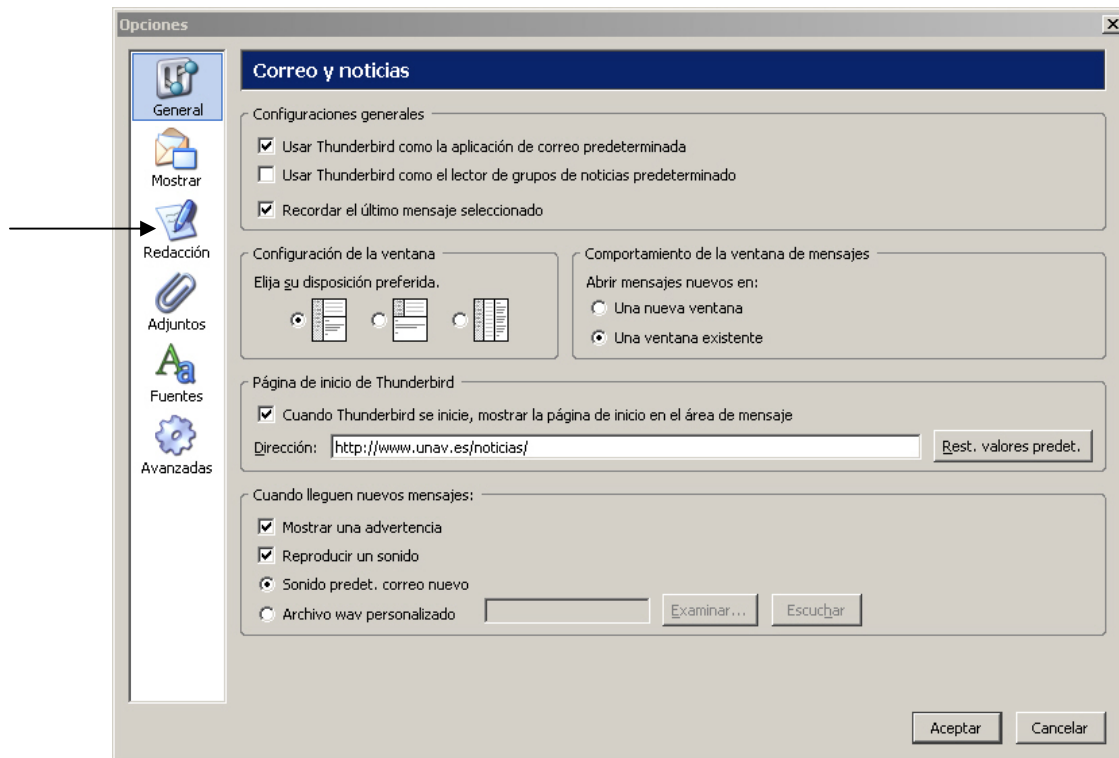 Opciones
General
Mostrar
Redacción
Adjuntos
Fuentes
Avanzadas
Correo y noticias
Configuraciones generales
Usar Thunderbird como la aplicación de correo predeterminada
Usar Thunderbird como el lector de grupos de noticias predeterminado
Recordar el último mensaje seleccionado
Configuración de la ventana
Elija su disposición preferida.
Comportamiento de la ventana de mensajes
Abrir mensajes nuevos en:
Una nueva ventana
Una ventana existente
Página de inicio de Thunderbird
Cuando Thunderbird se inicie, mostrar la página de inicio en el área de mensaje
Dirección: http://www.unav.es/noticias/ Rest. valores predet.
Cuando lleguen nuevos mensajes:
Mostrar una advertencia
Reproducir un sonido
Sonido predet. correo nuevo
Archivo wav personalizado Examinar... Escuchar
Aceptar Cancelar